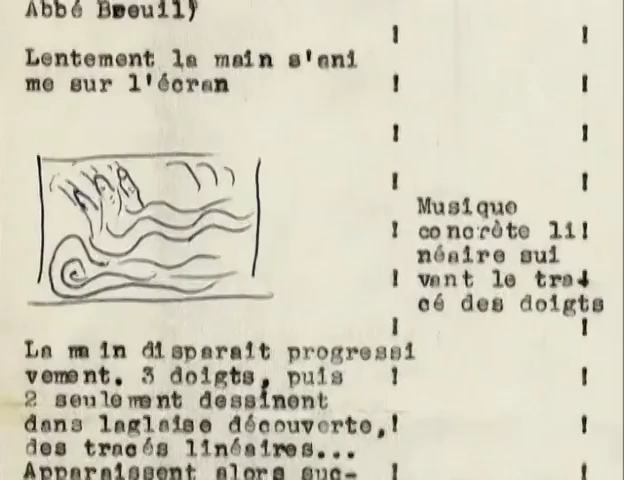 Abbé Breuil)
Lentement la main s'ani
me sur l'écran
Musique
concrète li
néaire sui
vant le tra
cé des doigts
La main disparait progressi
vement. 3 doigts, puis
2 seulement dessinent
dans laglaise découverte,
des tracés linéaires...
Apparaissent alors suc-